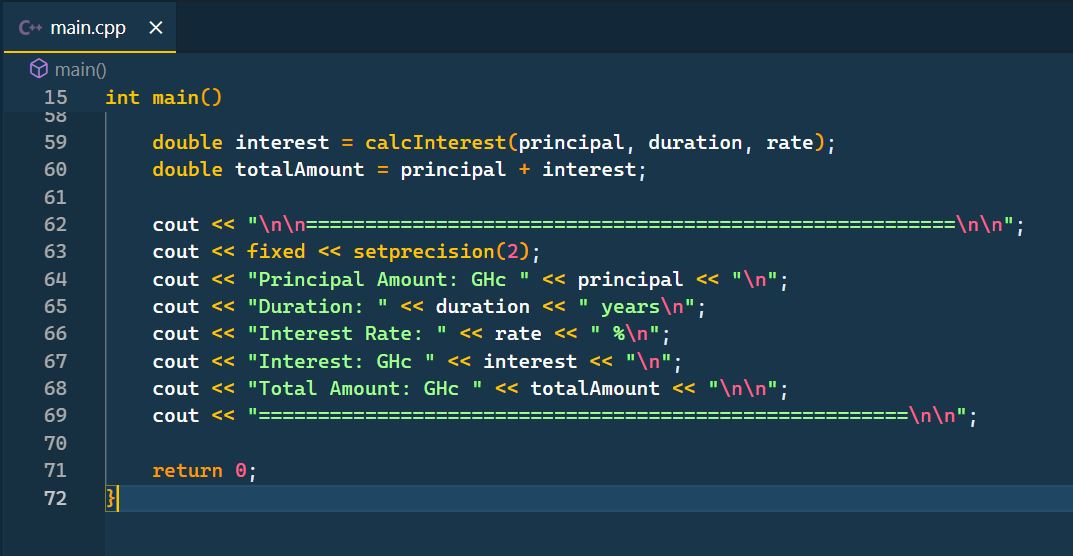 C++ main.cpp ×
main()
15 int main()
58
59 double interest = calcInterest(principal, duration, rate);
60 double totalAmount = principal + interest;
61
62 cout << "\n\n=======================================================\n\n";
63 cout << fixed << setprecision(2);
64 cout << "Principal Amount: GHc " << principal << "\n";
65 cout << "Duration: " << duration << " years\n";
66 cout << "Interest Rate: " << rate << " %\n";
67 cout << "Interest: GHc " << interest << "\n";
68 cout << "Total Amount: GHc " << totalAmount << "\n\n";
69 cout << "=======================================================\n\n";
70
71 return 0;
72 }